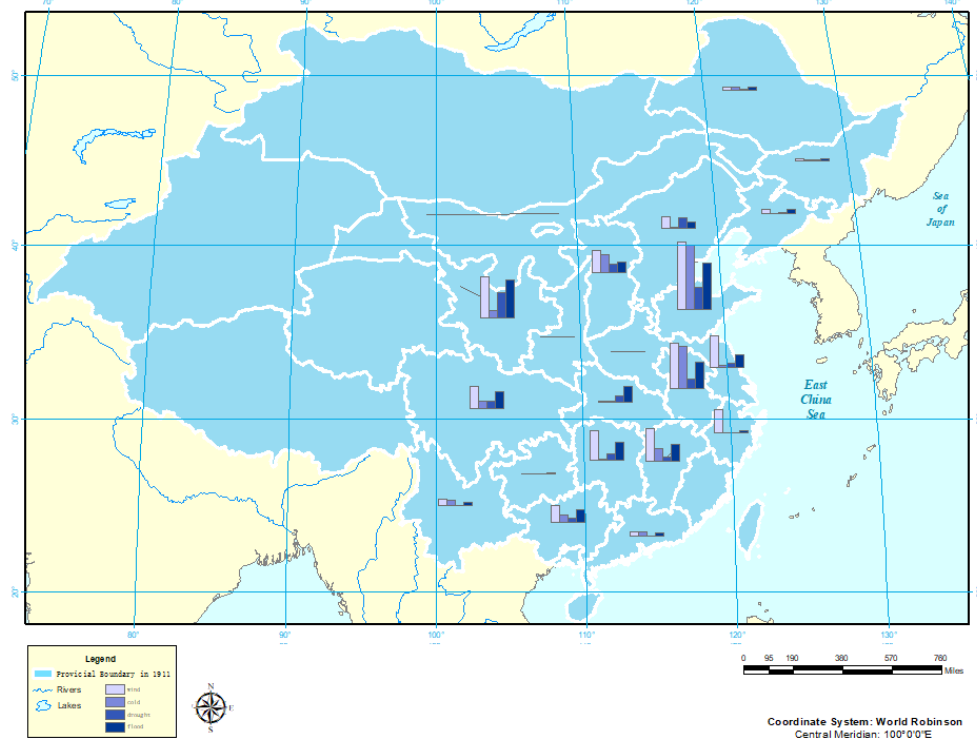 80°
90°
100°
110°
120°
130°
140°
50°
40°
30°
20°
Sea
of
Japan
East
China
Sea
80°
90°
100°
110°
120°
130°
Legend
Provicial Boundary in 1911
Rivers
Lakes
wind
cold
drought
flood
N
W
E
S
0 95 190 380 570 780
Miles
Coordinate System: World Robinson
Central Meridian: 100°0'0"E